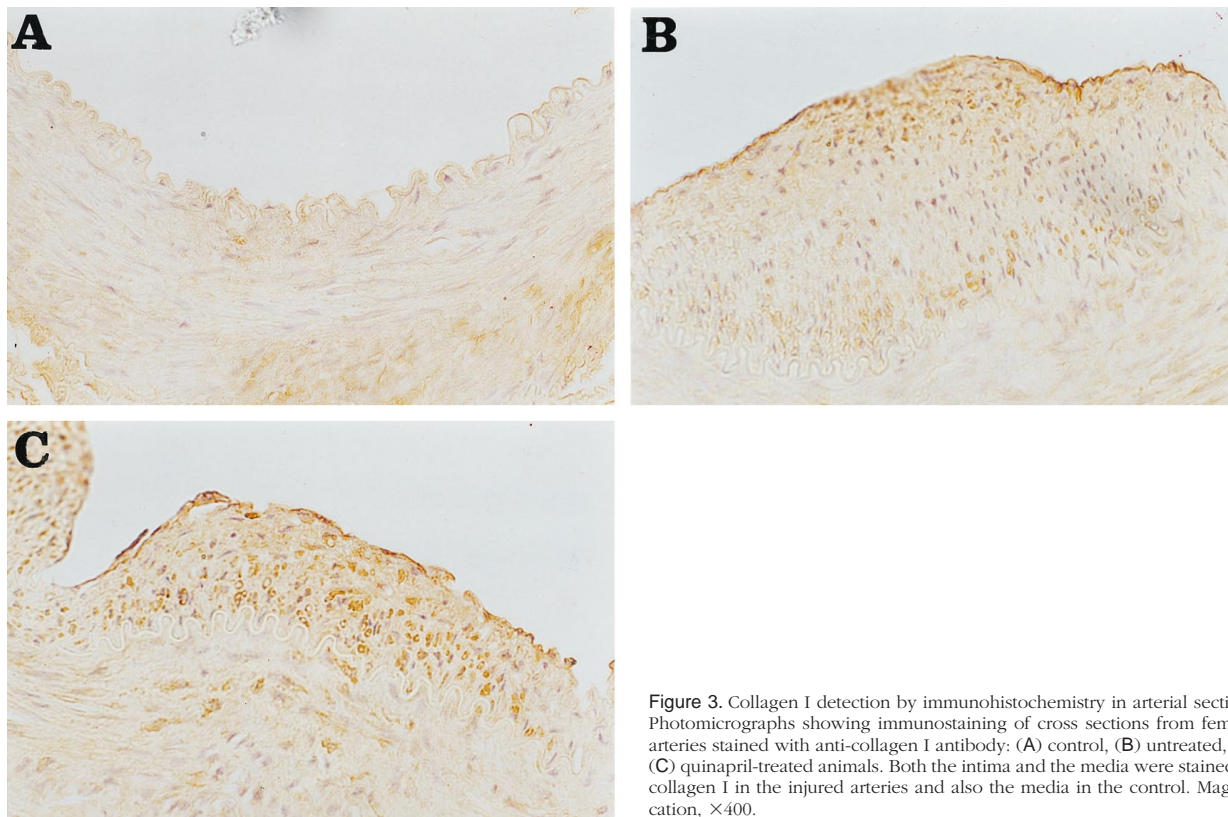 A
B
C
Figure 3. Collagen I detection by immunohistochemistry in arterial secti
Photomicrographs showing immunostaining of cross sections from fem
arteries stained with anti-collagen I antibody: (A) control, (B) untreated,
(C) quinapril-treated animals. Both the intima and the media were stained
collagen I in the injured arteries and also the media in the control. Mag
cation, ×400.